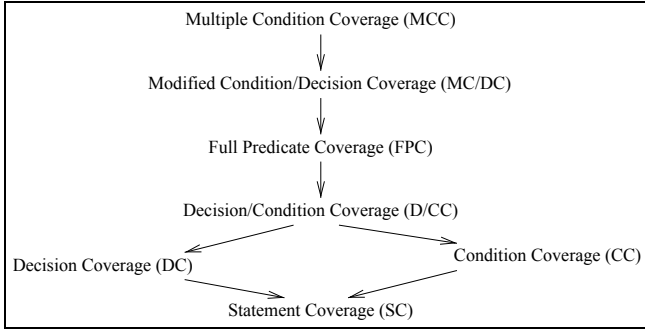 Multiple Condition Coverage (MCC)
Modified Condition/Decision Coverage (MC/DC)
Full Predicate Coverage (FPC)
Decision/Condition Coverage (D/CC)
Decision Coverage (DC)
Condition Coverage (CC)
Statement Coverage (SC)